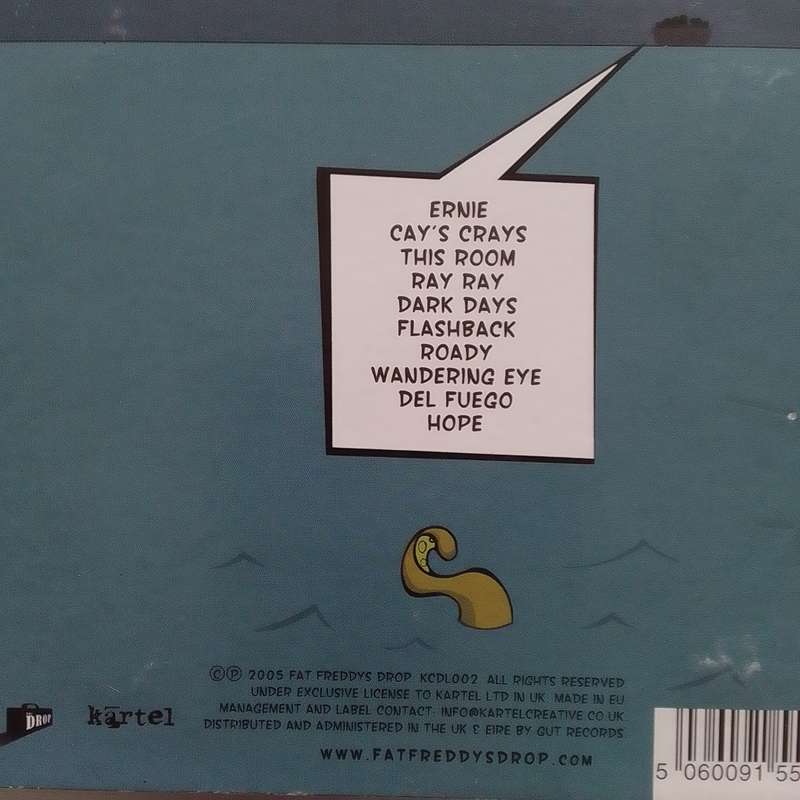 ERNIE
CAY'S CRAYS
THIS ROOM
RAY RAY
DARK DAYS
FLASHBACK
ROADY
WANDERING EYE
DEL FUEGO
HOPE
©℗ 2005 FAT FREDDYS DROP KCDL002 ALL RIGHTS RESERVED
UNDER EXCLUSIVE LICENSE TO KARTEL LTD IN UK MADE IN EU
MANAGEMENT AND LABEL CONTACT: INFO@KARTELCREATIVE.CO.UK
DISTRIBUTED AND ADMINISTERED IN THE UK & EIRE BY GUT RECORDS
WWW.FATFREDDYSDROP.COM
DROP
kartel
5 060091 55